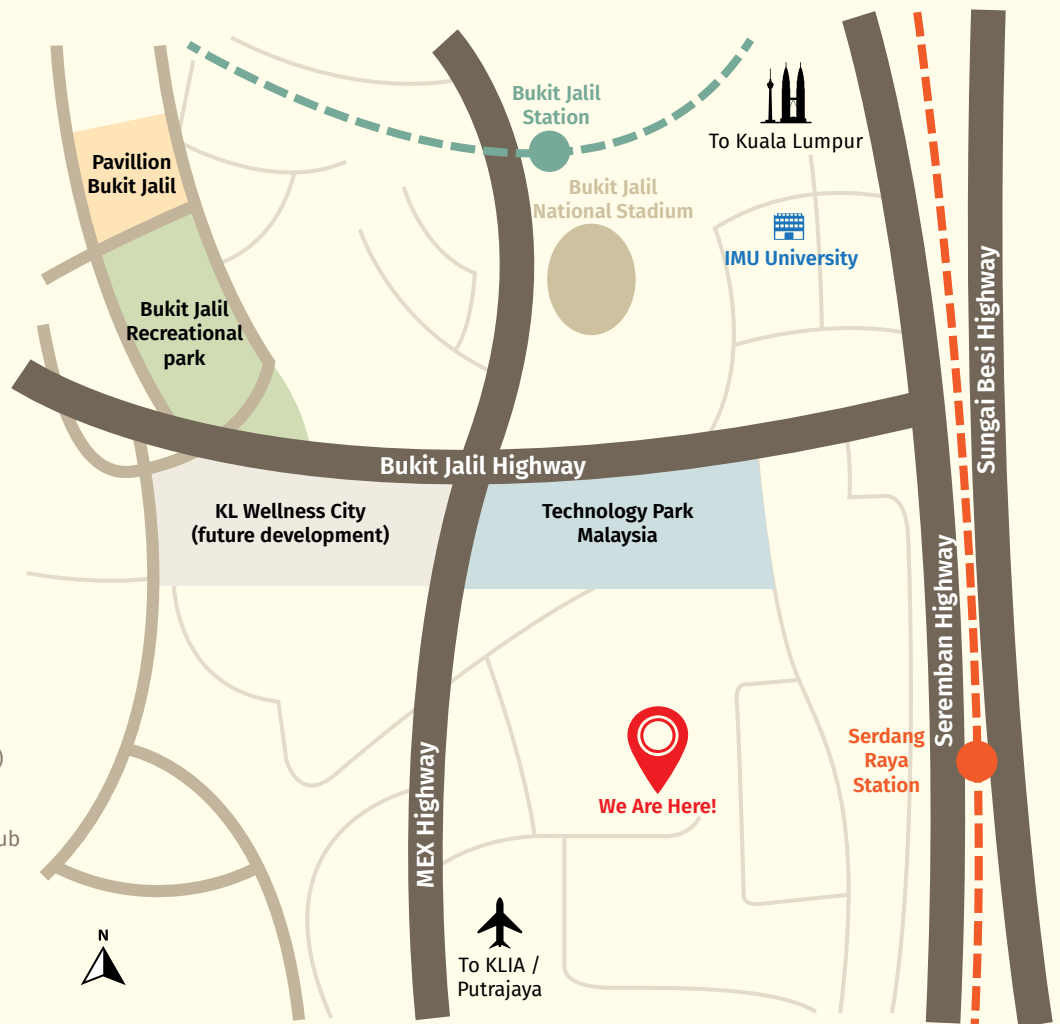 Bukit Jalil
Station
To Kuala Lumpur
Pavillion
Bukit Jalil
Bukit Jalil
National Stadium
IMU University
Sungai Besi Highway
Bukit Jalil
Recreational
park
Bukit Jalil Highway
KL Wellness City
(future development)
Technology Park
Malaysia
Seremban Highway
Serdang
Raya
Station
We Are Here!
MEX Highway
)
ub
N
To KLIA /
Putrajaya